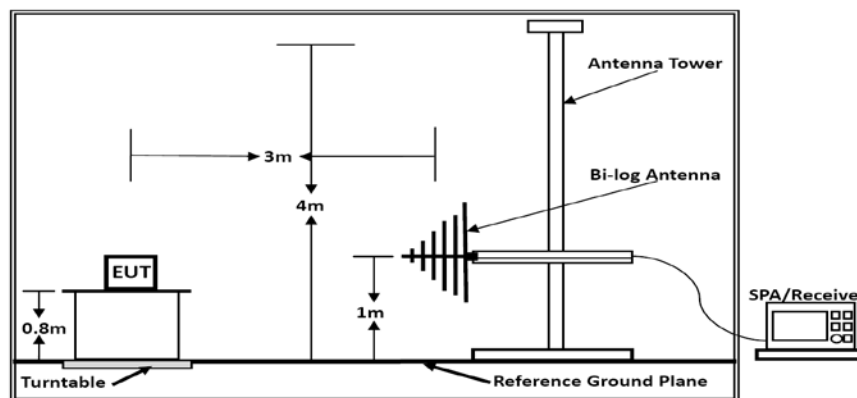 Antenna Tower
3m
Bi-log Antenna
4m
EUT
SPA/Receive
0.8m
1m
Turntable
Reference Ground Plane